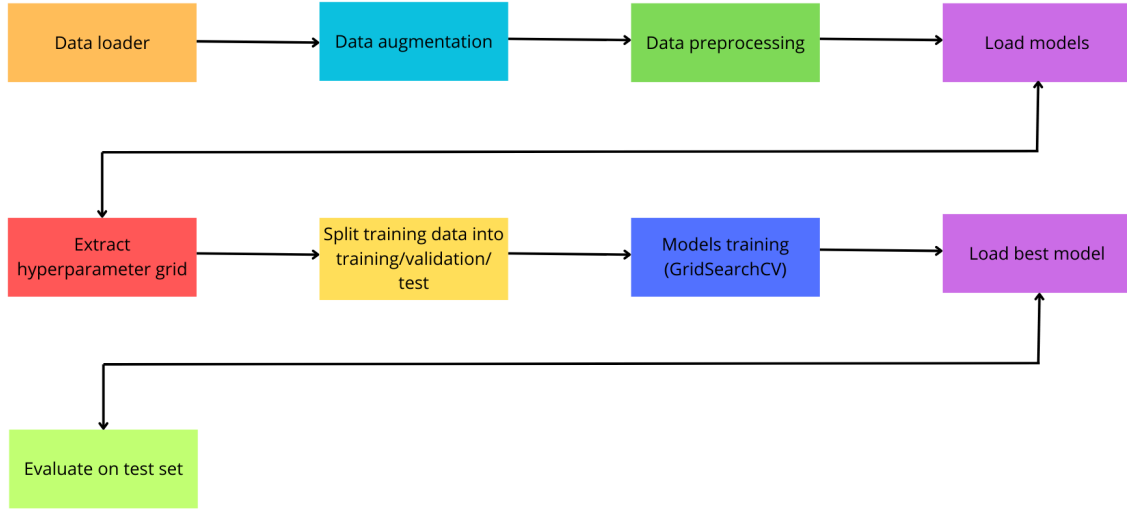 Data loader
Data augmentation
Data preprocessing
Load models
Extract
hyperparameter grid
Split training data into
training/validation/
test
Models training
(GridSearchCV)
Load best model
Evaluate on test set